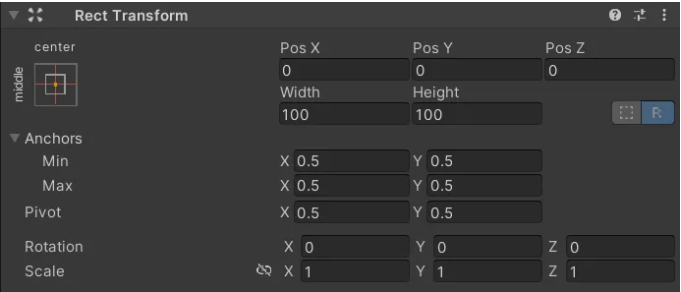 Rect Transform
center
middle
Pos X Pos Y Pos Z
0 0 0
Width Height
100 100 R
Anchors
Min X 0.5 Y 0.5
Max X 0.5 Y 0.5
Pivot X 0.5 Y 0.5
Rotation X 0 Y 0 Z 0
Scale X 1 Y 1 Z 1